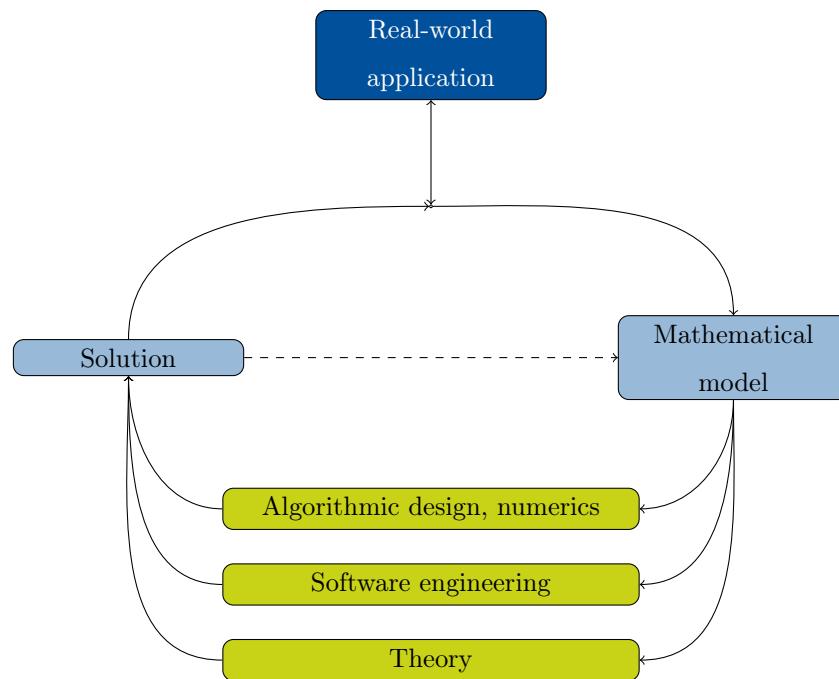 Real-world
application
Solution
Mathematical
model
Algorithmic design, numerics
Software engineering
Theory